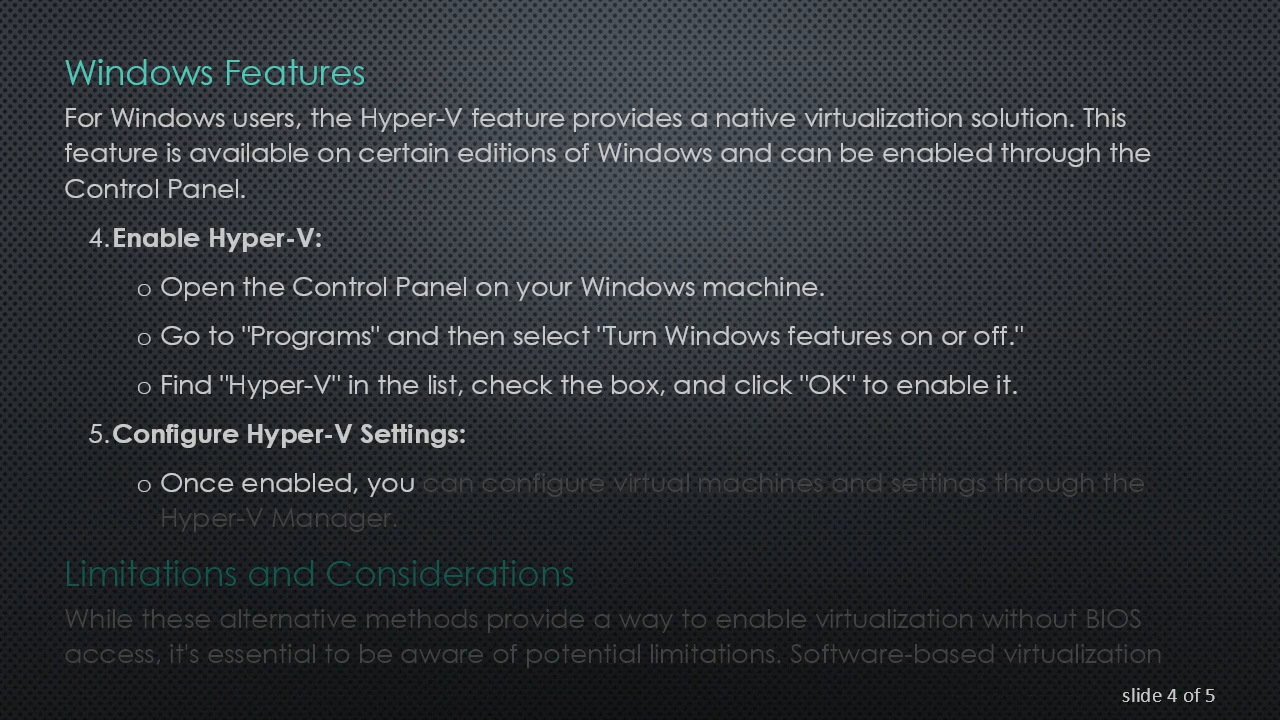 Windows Features
For Windows users, the Hyper-V feature provides a native virtualization solution. This
feature is available on certain editions of Windows and can be enabled through the
Control Panel.
4.Enable Hyper-V:
o Open the Control Panel on your Windows machine.
o Go to "Programs" and then select "Turn Windows features on or off."
o Find "Hyper-V" in the list, check the box, and click "OK" to enable it.
5.Configure Hyper-V Settings:
o Once enabled, you can configure virtual machines and settings through the
Hyper-V Manager.
Limitations and Considerations
While these alternative methods provide a way to enable virtualization without BIOS
access, it's essential to be aware of potential limitations. Software-based virtualization
slide 4 of 5